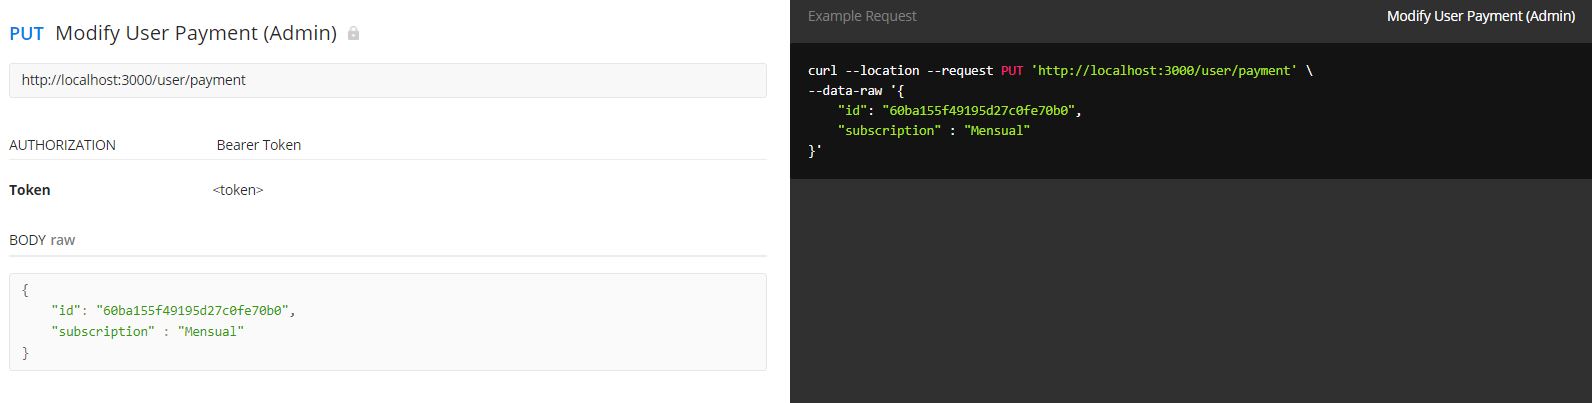 PUT Modify User Payment (Admin)
http://localhost:3000/user/payment
AUTHORIZATION Bearer Token
Token <token>
BODY raw
{
"id": "60ba155f49195d27c0fe70b0",
"subscription" : "Mensual"
}
Example Request Modify User Payment (Admin)
curl --location --request PUT 'http://localhost:3000/user/payment' \
--data-raw '{
"id": "60ba155f49195d27c0fe70b0",
"subscription" : "Mensual"
}'